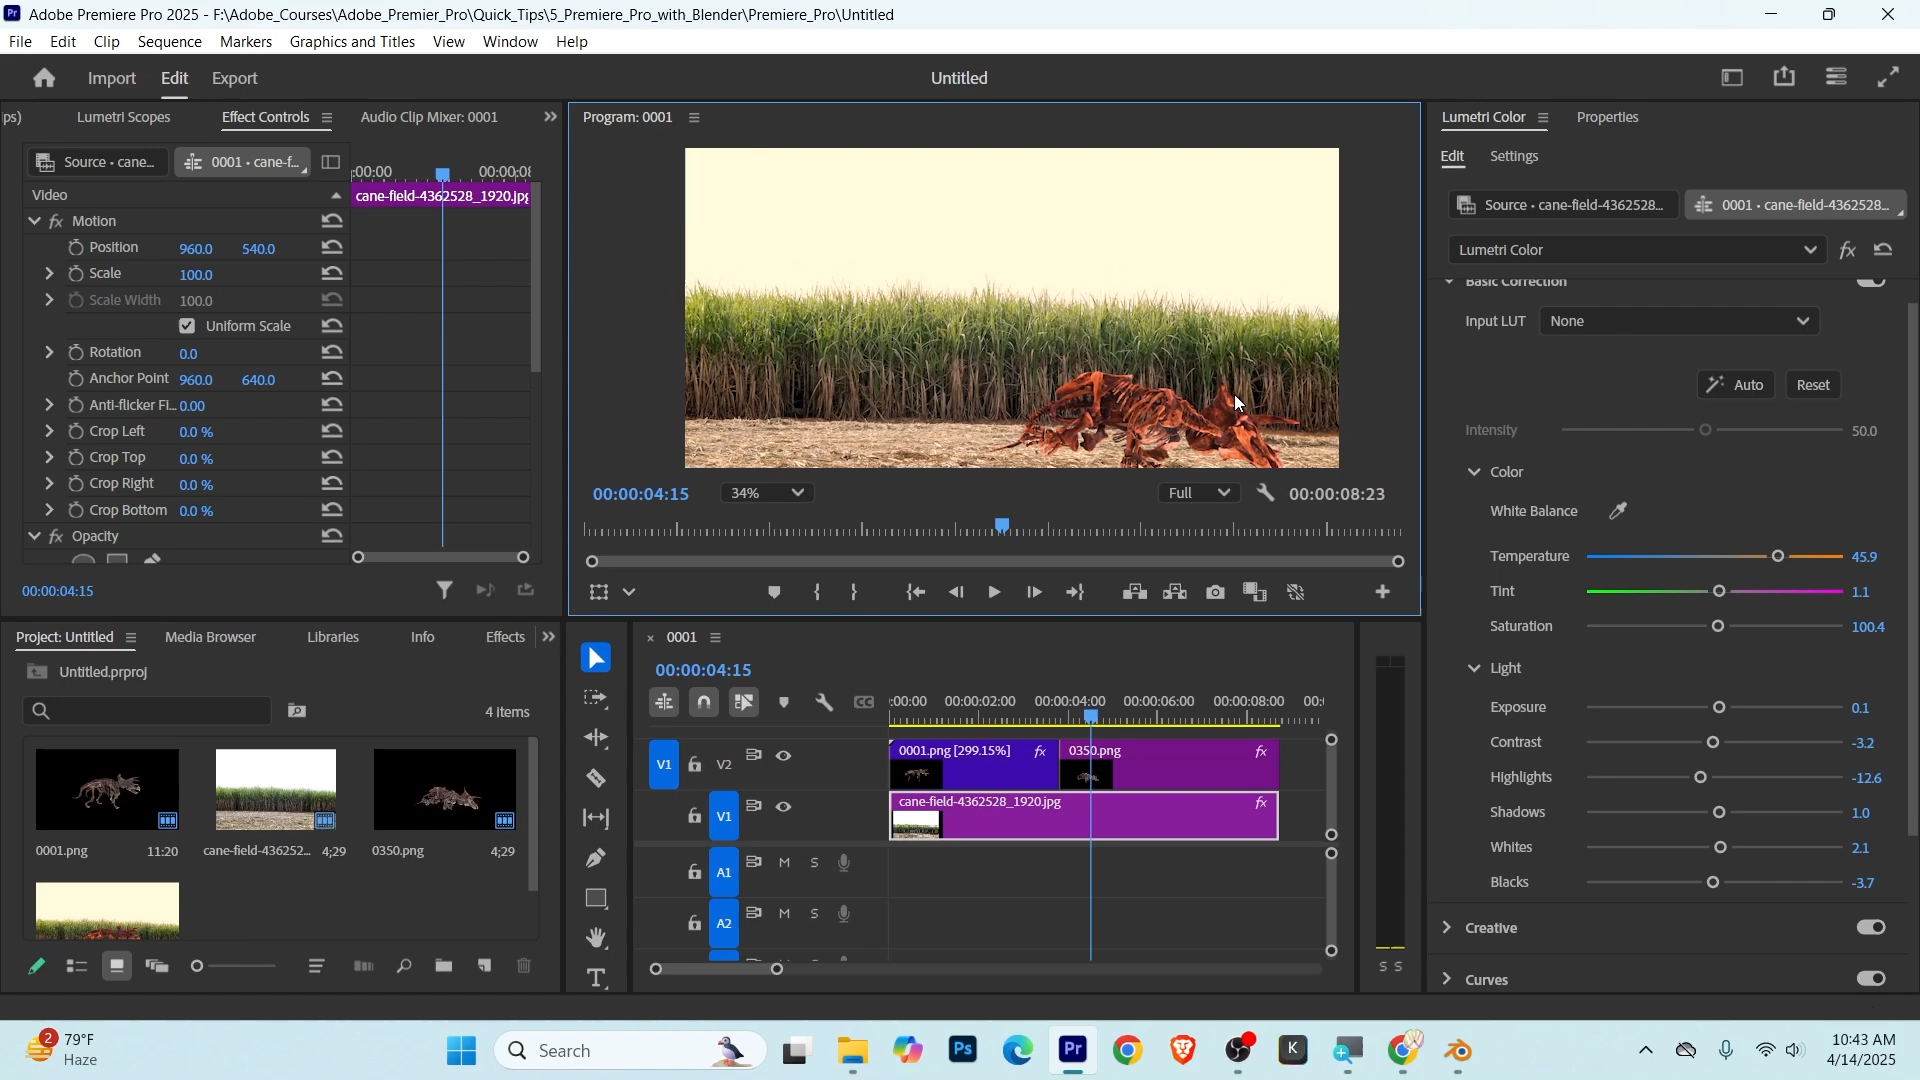 Adobe Premiere Pro 2025 - F:\Adobe_Courses\Adobe_Premier_Pro\Quick_Tips\5_Premiere_Pro_with_Blender\Premiere_Pro\Untitled
File Edit Clip Sequence Markers Graphics and Titles View Window Help
Import Edit Export Untitled
ps) Lumetri Scopes Effect Controls Audio Clip Mixer: 0001
Source • cane... 0001 • cane-f...
:00:00 00:00:08
Video
cane-field-4362528_1920.jpg
fx Motion
Position 960.0 540.0
Scale 100.0
Scale Width 100.0
Uniform Scale
Rotation 0.0
Anchor Point 960.0 640.0
Anti-flicker Fi... 0.00
Crop Left 0.0 %
Crop Top 0.0 %
Crop Right 0.0 %
Crop Bottom 0.0 %
fx Opacity
00:00:04:15
Program: 0001
00:00:04:15 34% Full 00:00:08:23
Lumetri Color Properties
Edit Settings
Source • cane-field-4362528... 0001 • cane-field-4362528...
Lumetri Color fx
Basic Correction
Input LUT None
Auto Reset
Intensity 50.0
Color
White Balance
Temperature 45.9
Tint 1.1
Saturation 100.4
Light
Exposure 0.1
Contrast -3.2
Highlights -12.6
Shadows 1.0
Whites 2.1
Blacks -3.7
Creative
Curves
Project: Untitled Media Browser Libraries Info Effects
Untitled.prproj
4 items
0001.png 11:20 cane-field-436252... 4;29 0350.png 4;29
× 0001
00:00:04:15
:00:00 00:00:02:00 00:00:04:00 00:00:06:00 00:00:08:00 00:
V1 V2 0001.png [299.15%] fx 0350.png fx
V1 cane-field-4362528_1920.jpg fx
A1 M S
A2 M S
T
S S
2 79°F
Haze
Search
Ps Pr K
10:43 AM
4/14/2025